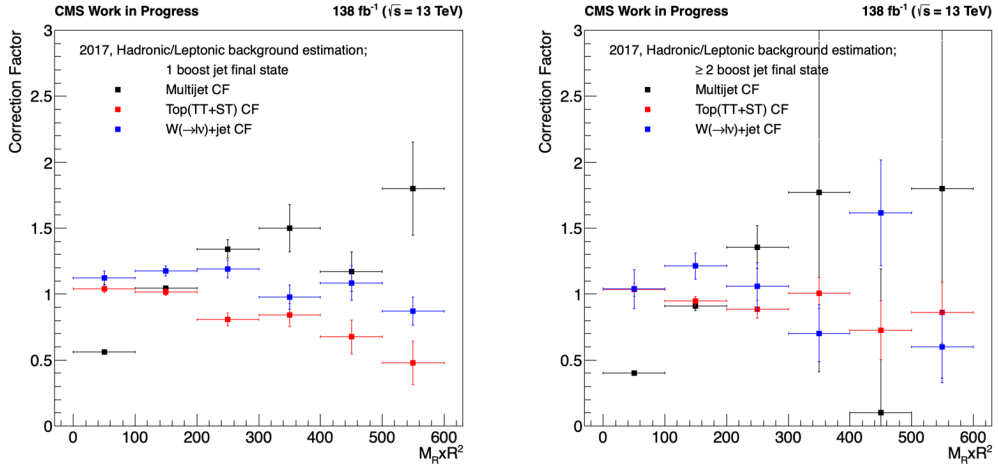 CMS Work in Progress 138 fb⁻¹ (√s = 13 TeV)
Correction Factor
3
2.5
2
1.5
1
0.5
0
2017, Hadronic/Leptonic background estimation;
1 boost jet final state
Multijet CF
Top(TT+ST) CF
W(→lν)+jet CF
0 100 200 300 400 500 600
M_R xR²
CMS Work in Progress 138 fb⁻¹ (√s = 13 TeV)
Correction Factor
3
2.5
2
1.5
1
0.5
0
2017, Hadronic/Leptonic background estimation;
≥ 2 boost jet final state
Multijet CF
Top(TT+ST) CF
W(→lν)+jet CF
0 100 200 300 400 500 600
M_R xR²